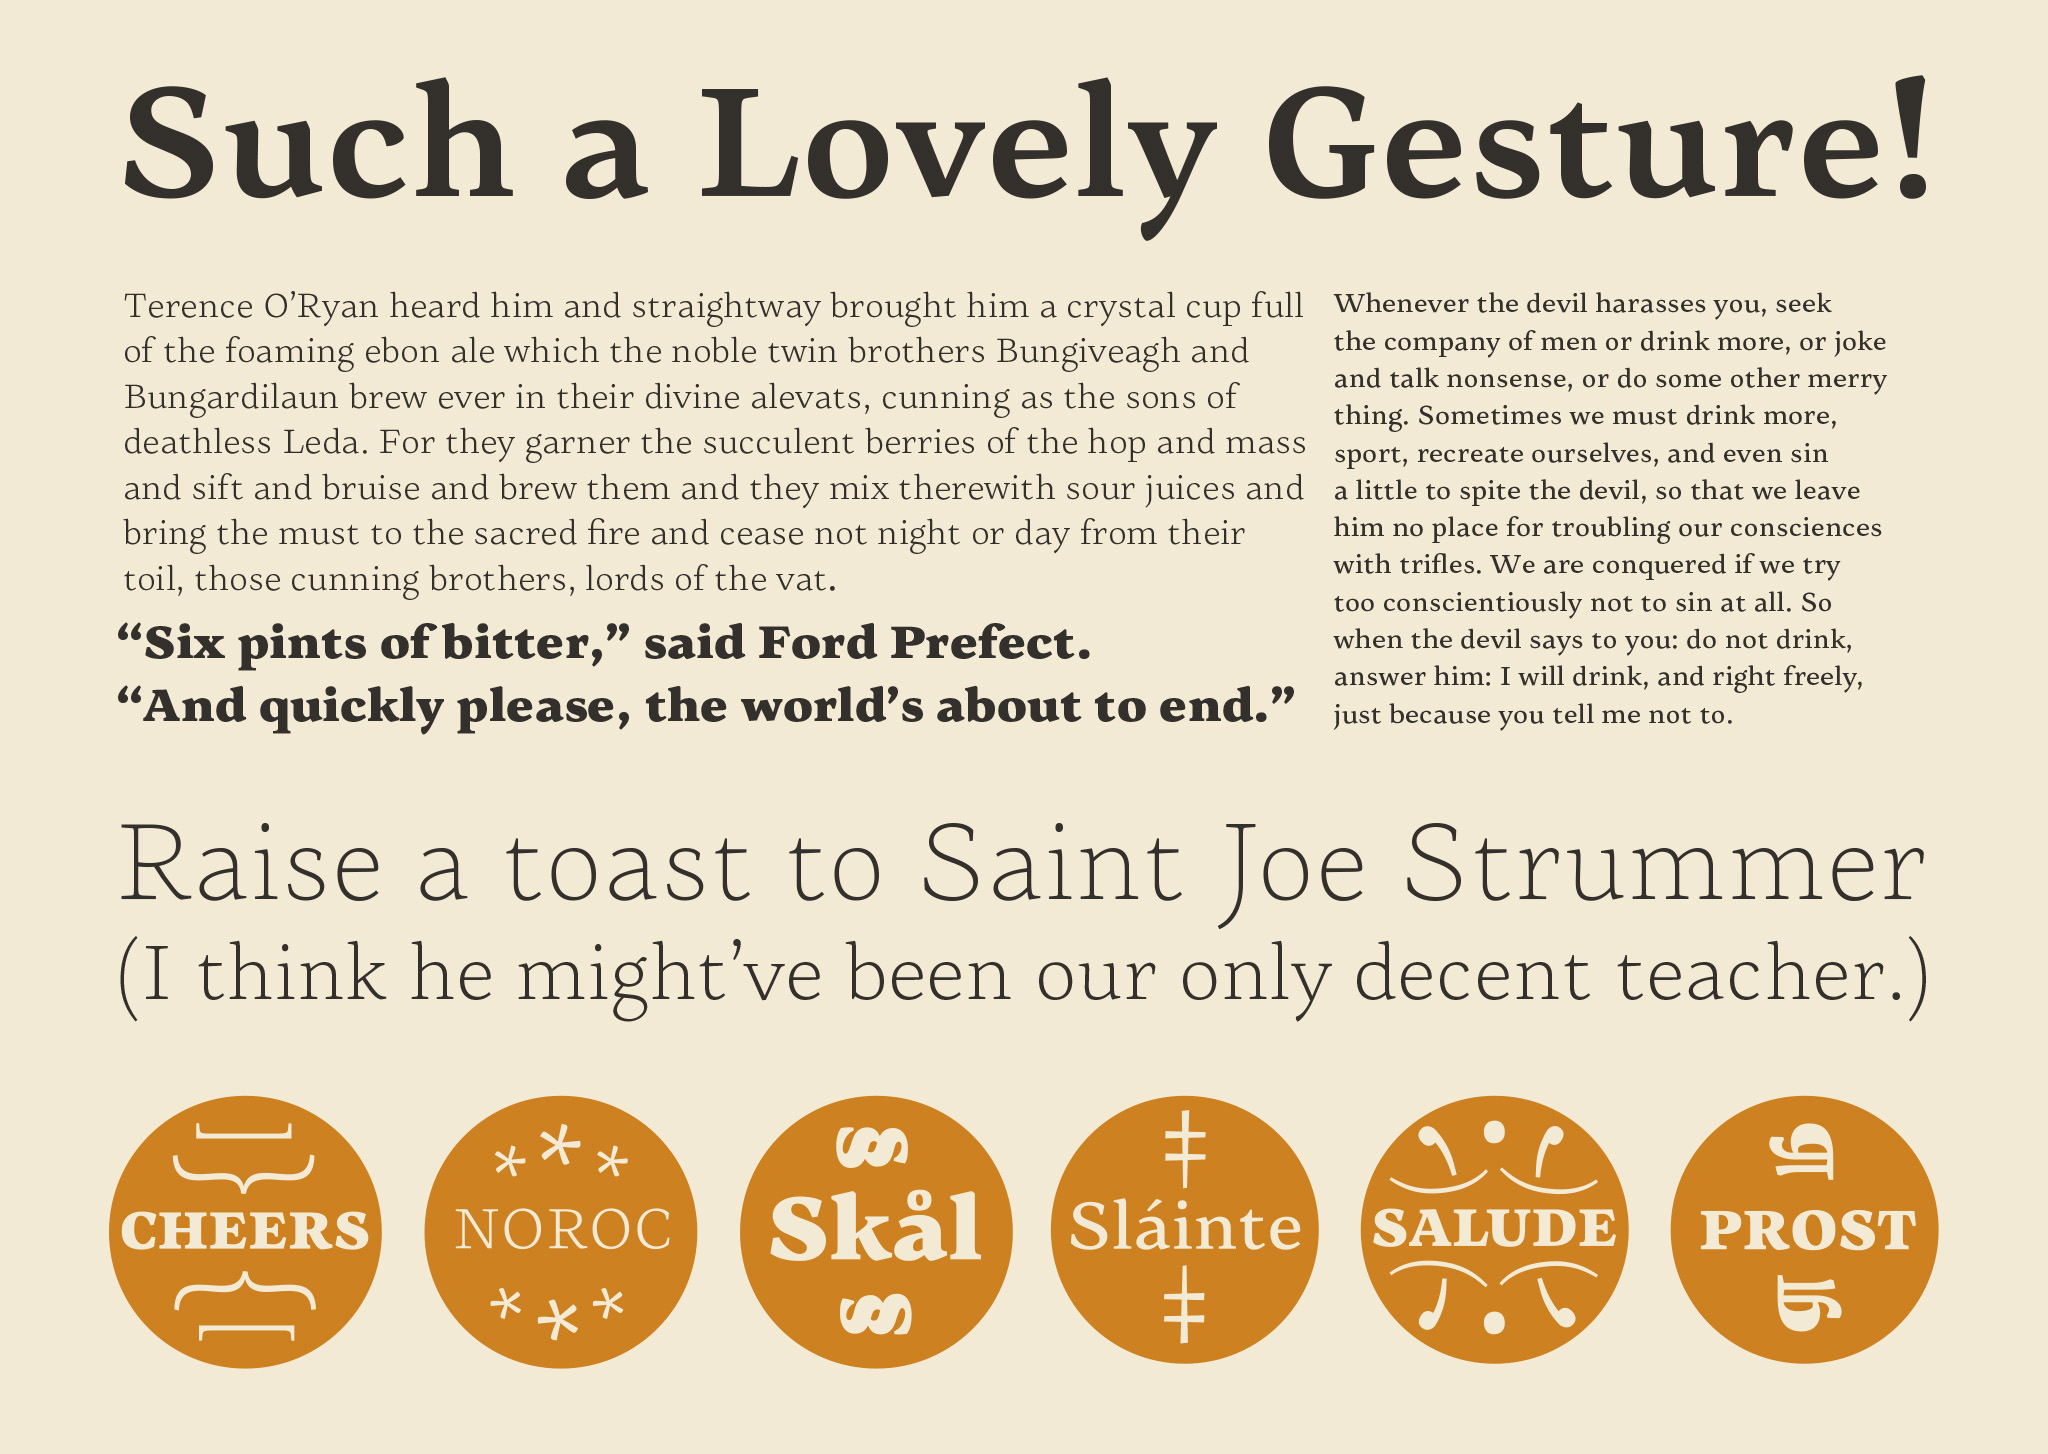 Such a Lovely Gesture!
Terence O’Ryan heard him and straightway brought him a crystal cup full
of the foaming ebon ale which the noble twin brothers Bungiveagh and
Bungardilaun brew ever in their divine alevats, cunning as the sons of
deathless Leda. For they garner the succulent berries of the hop and mass
and sift and bruise and brew them and they mix therewith sour juices and
bring the must to the sacred fire and cease not night or day from their
toil, those cunning brothers, lords of the vat.
“Six pints of bitter,” said Ford Prefect.
“And quickly please, the world’s about to end.”
Whenever the devil harasses you, seek
the company of men or drink more, or joke
and talk nonsense, or do some other merry
thing. Sometimes we must drink more,
sport, recreate ourselves, and even sin
a little to spite the devil, so that we leave
him no place for troubling our consciences
with trifles. We are conquered if we try
too conscientiously not to sin at all. So
when the devil says to you: do not drink,
answer him: I will drink, and right freely,
just because you tell me not to.
Raise a toast to Saint Joe Strummer
(I think he might’ve been our only decent teacher.)
CHEERS
NOROC
Skål
Sláinte
SALUDE
PROST